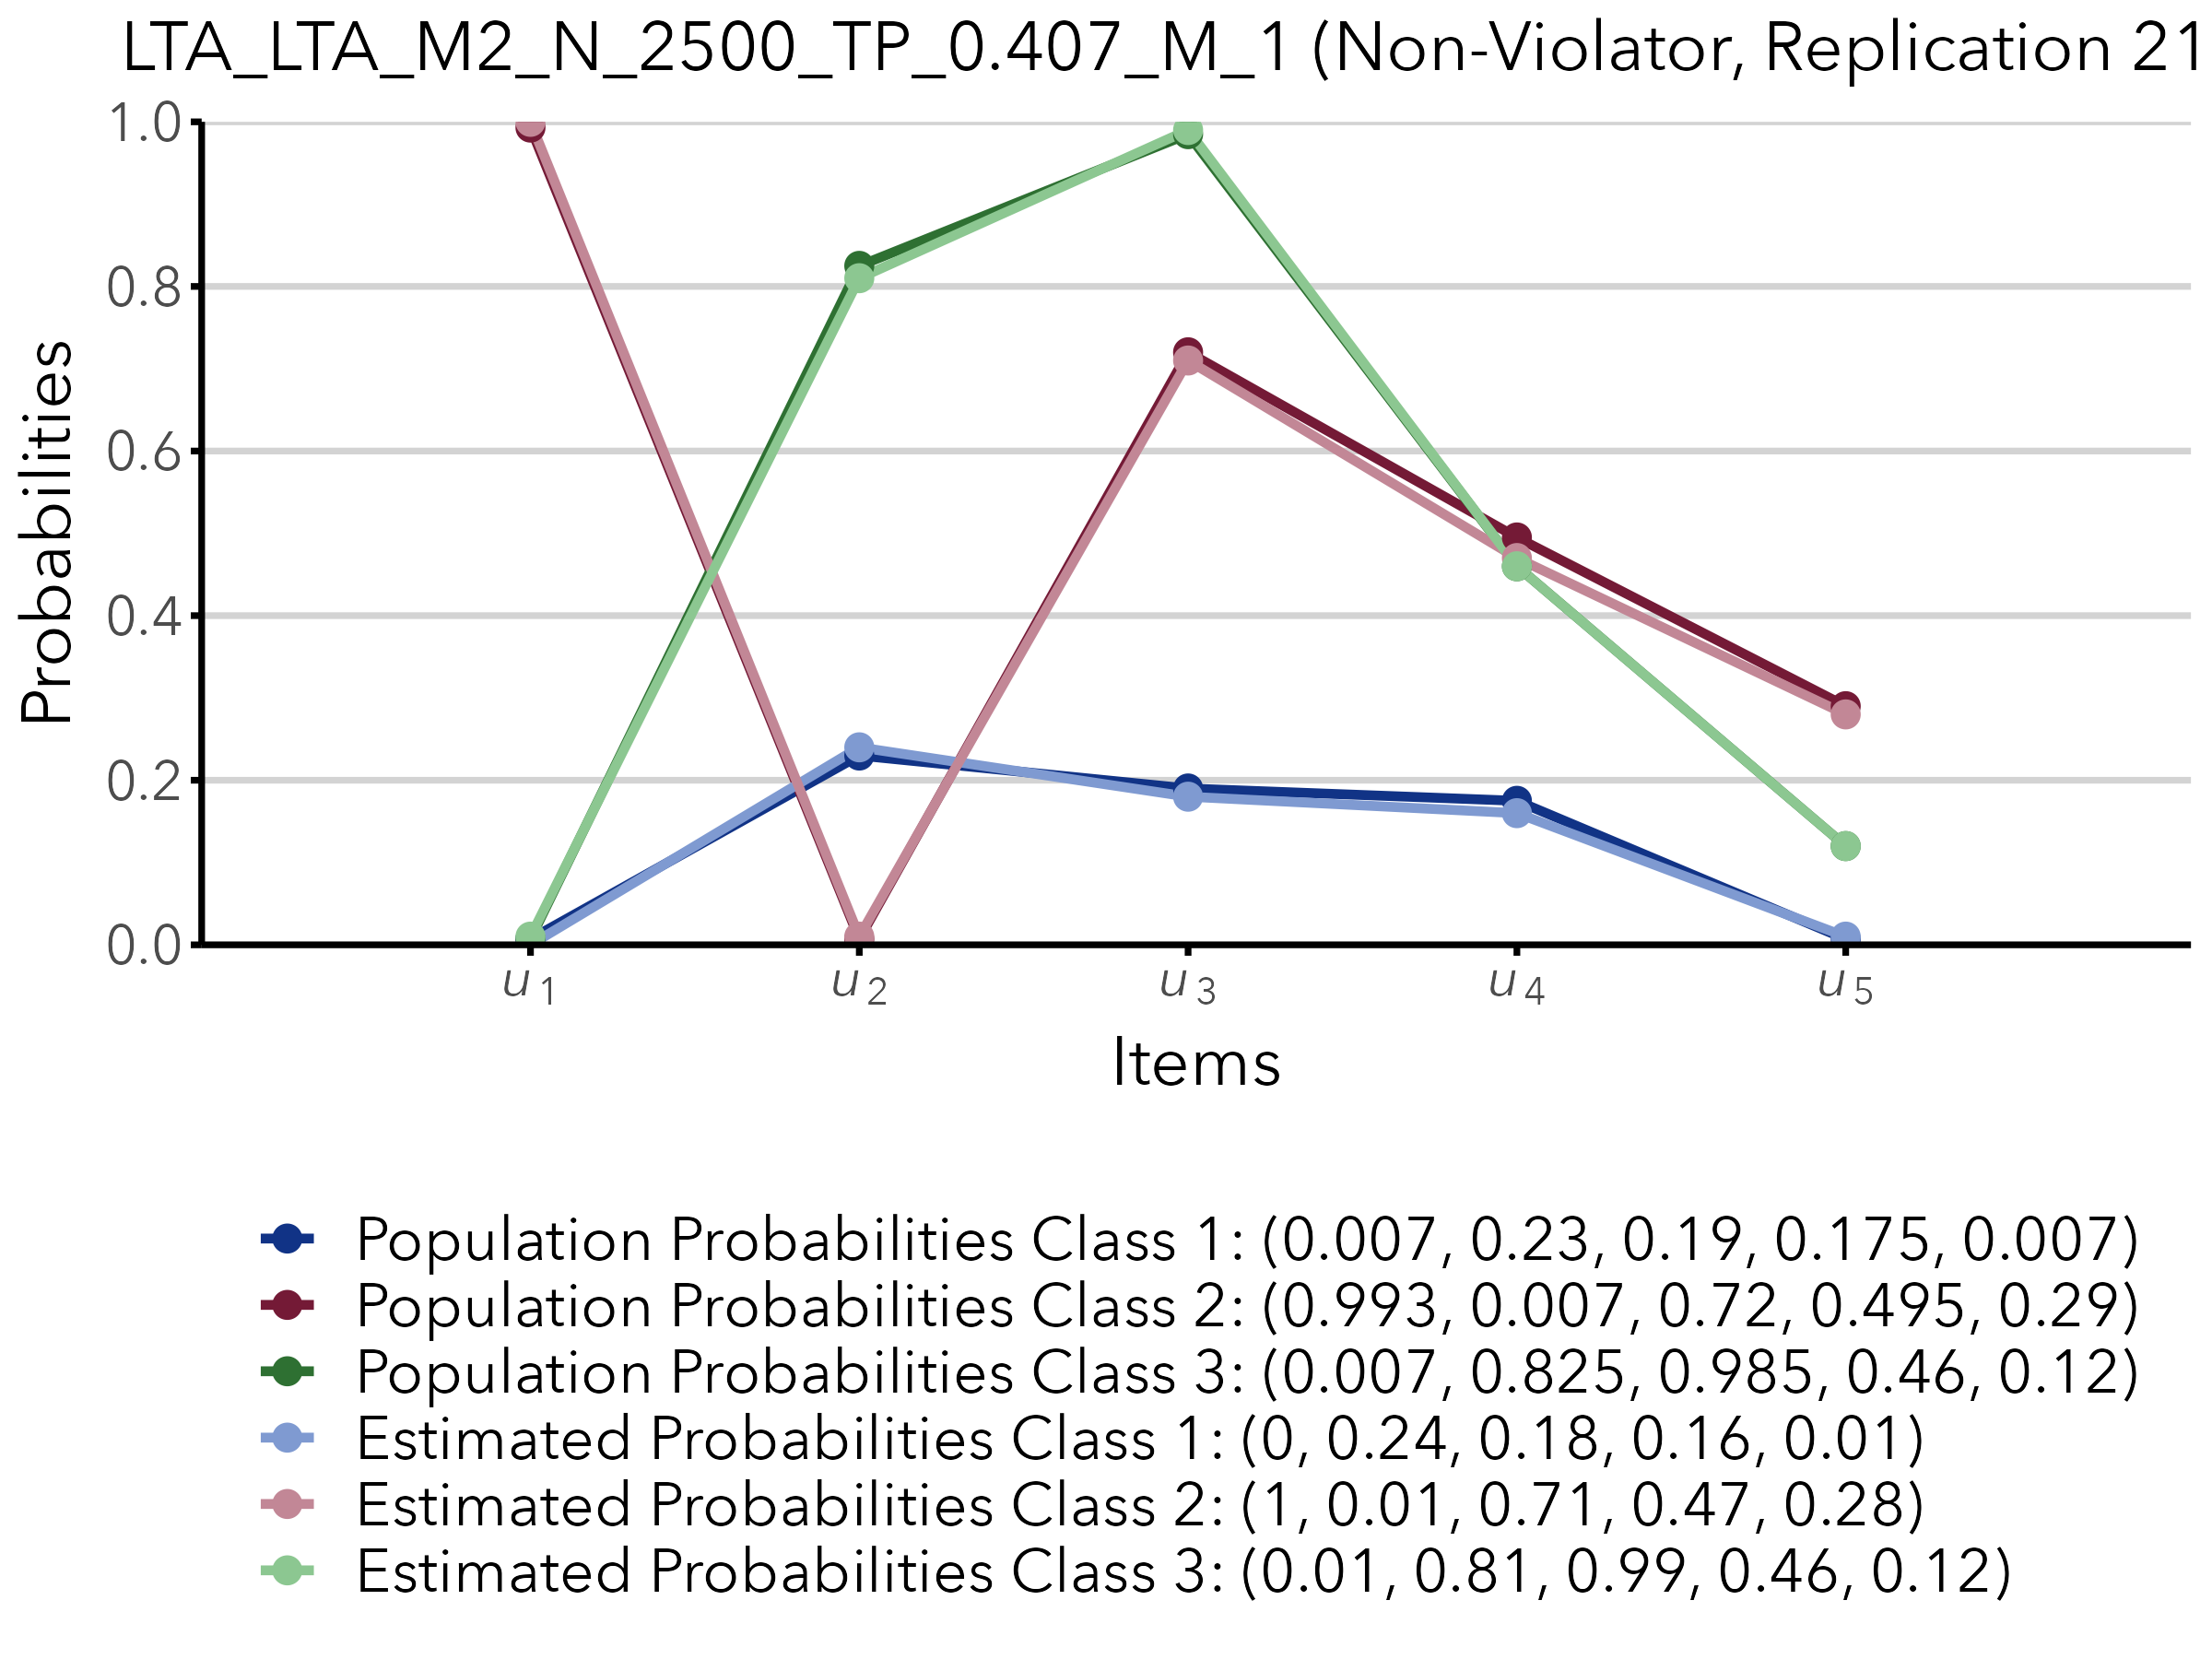 LTA_LTA_M2_N_2500_TP_0.407_M_1 (Non-Violator, Replication 21
1.0
0.8
0.6
0.4
0.2
0.0
Probabilities
u1 u2 u3 u4 u5
Items
Population Probabilities Class 1: (0.007, 0.23, 0.19, 0.175, 0.007)
Population Probabilities Class 2: (0.993, 0.007, 0.72, 0.495, 0.29)
Population Probabilities Class 3: (0.007, 0.825, 0.985, 0.46, 0.12)
Estimated Probabilities Class 1: (0, 0.24, 0.18, 0.16, 0.01)
Estimated Probabilities Class 2: (1, 0.01, 0.71, 0.47, 0.28)
Estimated Probabilities Class 3: (0.01, 0.81, 0.99, 0.46, 0.12)